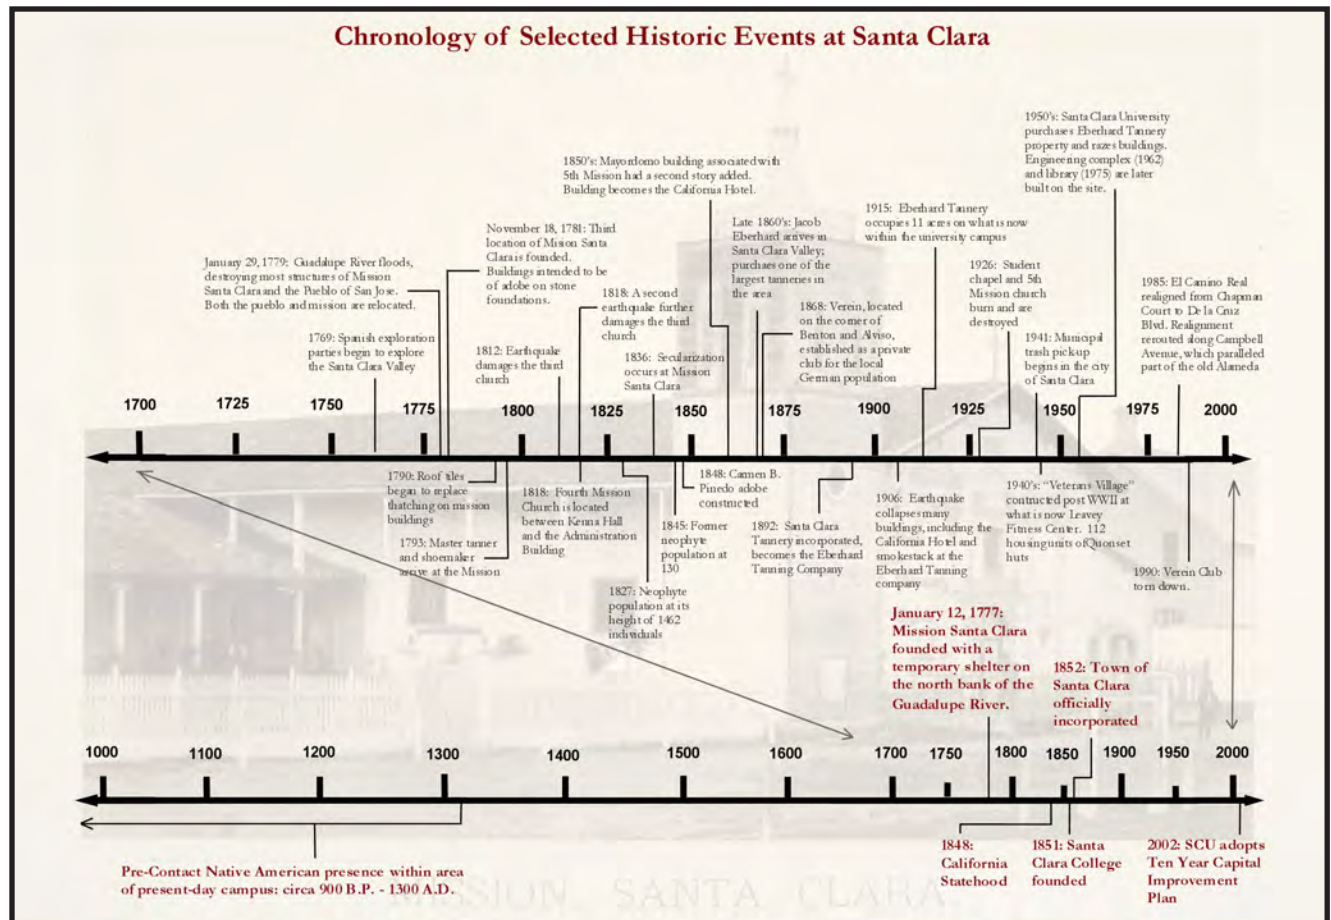 Chronology of Selected Historic Events at Santa Clara
1950's: Santa Clara University
purchases Eberhard Tannery
property and razes buildings.
Engineering complex (1962)
and library (1975) are later
built on the site.
1850's: Mayordomo building associated with
5th Mission had a second story added.
Building becomes the California Hotel.
1915: Eberhard Tannery
occupies 11 acres on what is now
within the university campus
November 18, 1781: Third
location of Mision Santa
Clara is founded.
Buildings intended to be
of adobe on stone
foundations.
Late 1860's: Jacob
Eberhard arrives in
Santa Clara Valley;
purchaes one of the
largest tanneries in
the area
January 29, 1779: Guadalupe River floods,
destroying most structures of Mission
Santa Clara and the Pueblo of San Jose.
Both the pueblo and mission are relocated.
1926: Student
chapel and 5th
Mission church
burn and are
destroyed
1985: El Camino Real
realigned from Chapman
Court to De la Cruz
Blvd. Realignment
rerouted along Campbell
Avenue, which paralleled
part of the old Alameda
1818: A second
earthquake further
damages the third
church
1868: Verein, located
on the corner of
Benton and Alviso,
established as a private
club for the local
German population
1769: Spanish exploration
parties begin to explore
the Santa Clara Valley
1812: Earthquake
damages the third
church
1836: Secularization
occurs at Mission
Santa Clara
1941: Municipal
trash pick-up
begins in the city
of Santa Clara
1700 1725 1750 1775 1800 1825 1850 1875 1900 1925 1950 1975 2000
1790: Roof tiles
began to replace
thatching on mission
buildings
1793: Master tanner
and shoemaker
arrive at the Mission
1818: Fourth Mission
Church is located
between Kenna Hall
and the Administration
Building
1827: Neophyte
population at its
height of 1462
individuals
1845: Former
neophyte
population at
130
1848: Carmen B.
Pinedo adobe
constructed
1892: Santa Clara
Tannery incorporated,
becomes the Eberhard
Tanning Company
1906: Earthquake
collapses many
buildings, including the
California Hotel and
smokestack at the
Eberhard Tanning
company
1940's: "Veterans Village"
contructed post WWII at
what is now Leavey
Fitness Center. 112
housing units of Quonset
huts
1990: Verein Club
torn down.
January 12, 1777:
Mission Santa Clara
founded with a
temporary shelter on
the north bank of the
Guadalupe River.
1852: Town of
Santa Clara
officially
incorporated
1000 1100 1200 1300 1400 1500 1600 1700 1750 1800 1850 1900 1950 2000
Pre-Contact Native American presence within area
of present-day campus: circa 900 B.P. - 1300 A.D.
1848:
California
Statehood
1851: Santa
Clara College
founded
2002: SCU adopts
Ten Year Capital
Improvement
Plan
MISSION SANTA CLARA